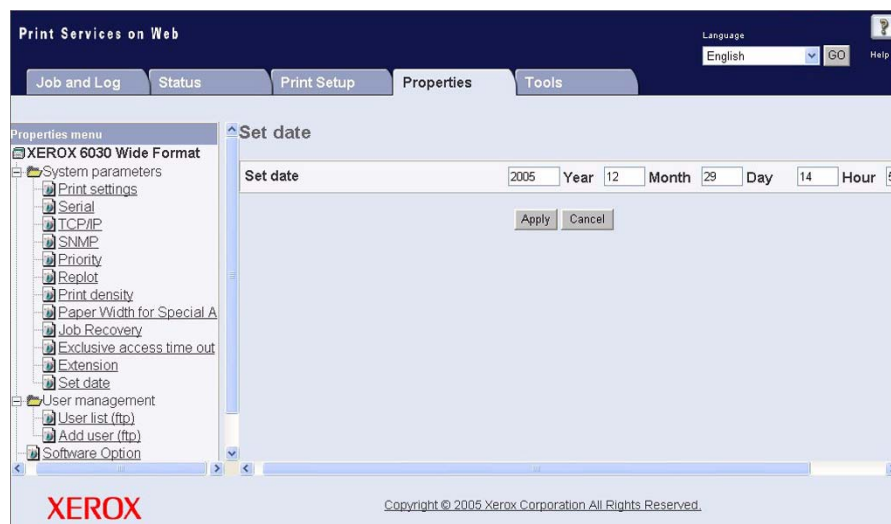 Print Services on Web
Language
English
GO
?
Help
Job and Log
Status
Print Setup
Properties
Tools
Properties menu
XEROX 6030 Wide Format
System parameters
Print settings
Serial
TCP/IP
SNMP
Priority
Replot
Print density
Paper Width for Special A
Job Recovery
Exclusive access time out
Extension
Set date
User management
User list (ftp)
Add user (ftp)
Software Option
Set date
Set date 2005 Year 12 Month 29 Day 14 Hour
Apply Cancel
XEROX
Copyright © 2005 Xerox Corporation All Rights Reserved.